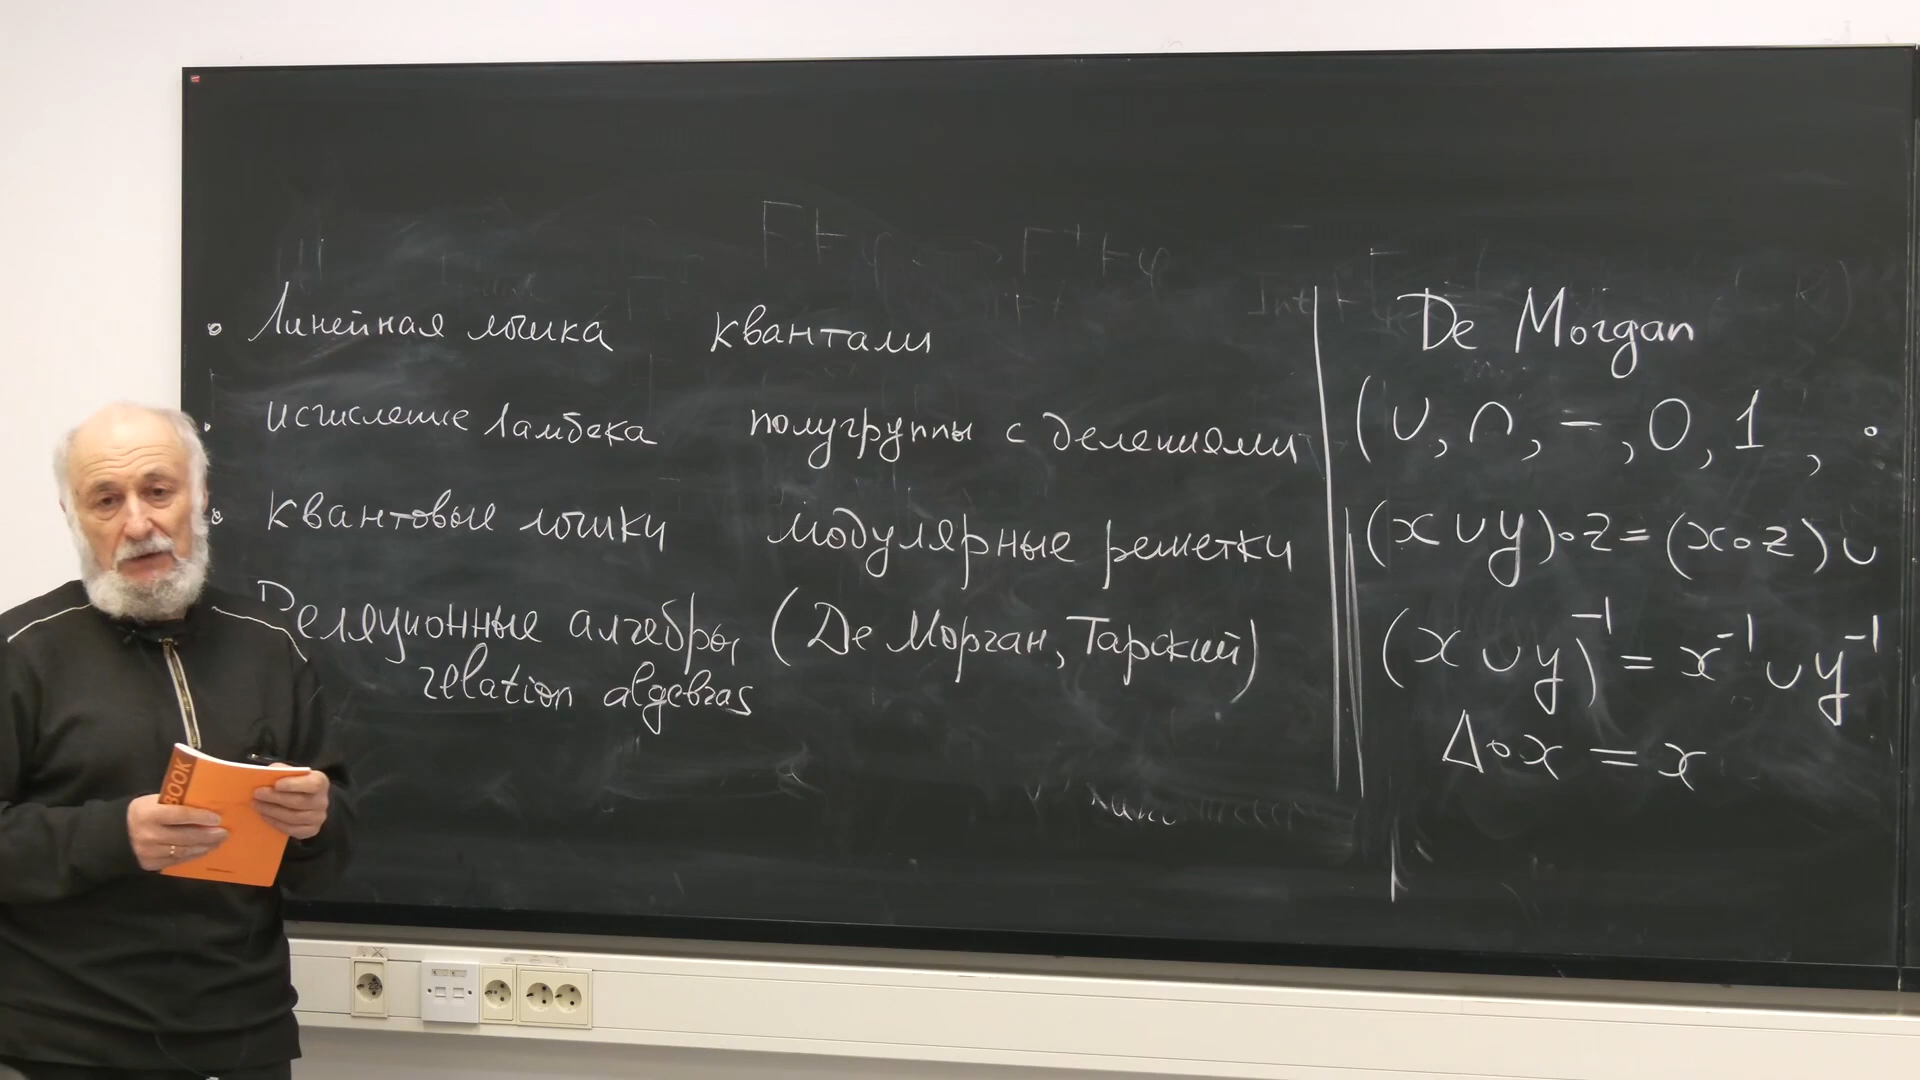 Линейная логика квантали
исчисление Ламбека полугруппы с делениями
квантовые логики модулярные решетки
Реляционные алгебры (Де Морган, Тарский)
relation algebras
De Morgan
(∪, ∩, −, 0, 1, ∘
(x ∪ y)∘z = (x∘z) ∪
(x ∪ y)⁻¹ = x⁻¹ ∪ y⁻¹
Δ∘x = x
BOOK